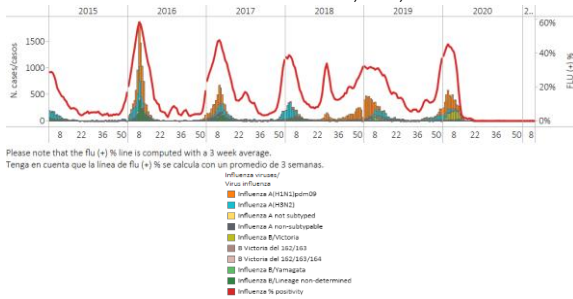 2015 2016 2017 2018 2019 2020 2..
N. cases/casos
1500
1000
500
0
60%
40%
20%
0%
FLU (+) %
8 22 36 50 8 22 36 50 8 22 36 50 8 22 36 50 8 22 36 50 8 22 36 50 8
Please note that the flu (+) % line is computed with a 3 week average.
Tenga en cuenta que la línea de flu (+) % se calcula con un promedio de 3 semanas.
Influenza viruses/
Virus influenza
Influenza A(H1N1)pdm09
Influenza A(H3N2)
Influenza A not subtyped
Influenza A non-subtypable
Influenza B/Victoria
B Victoria del 162/163
B Victoria del 162/163/164
Influenza B/Yamagata
Influenza B/Lineage non-determined
Influenza % positivity